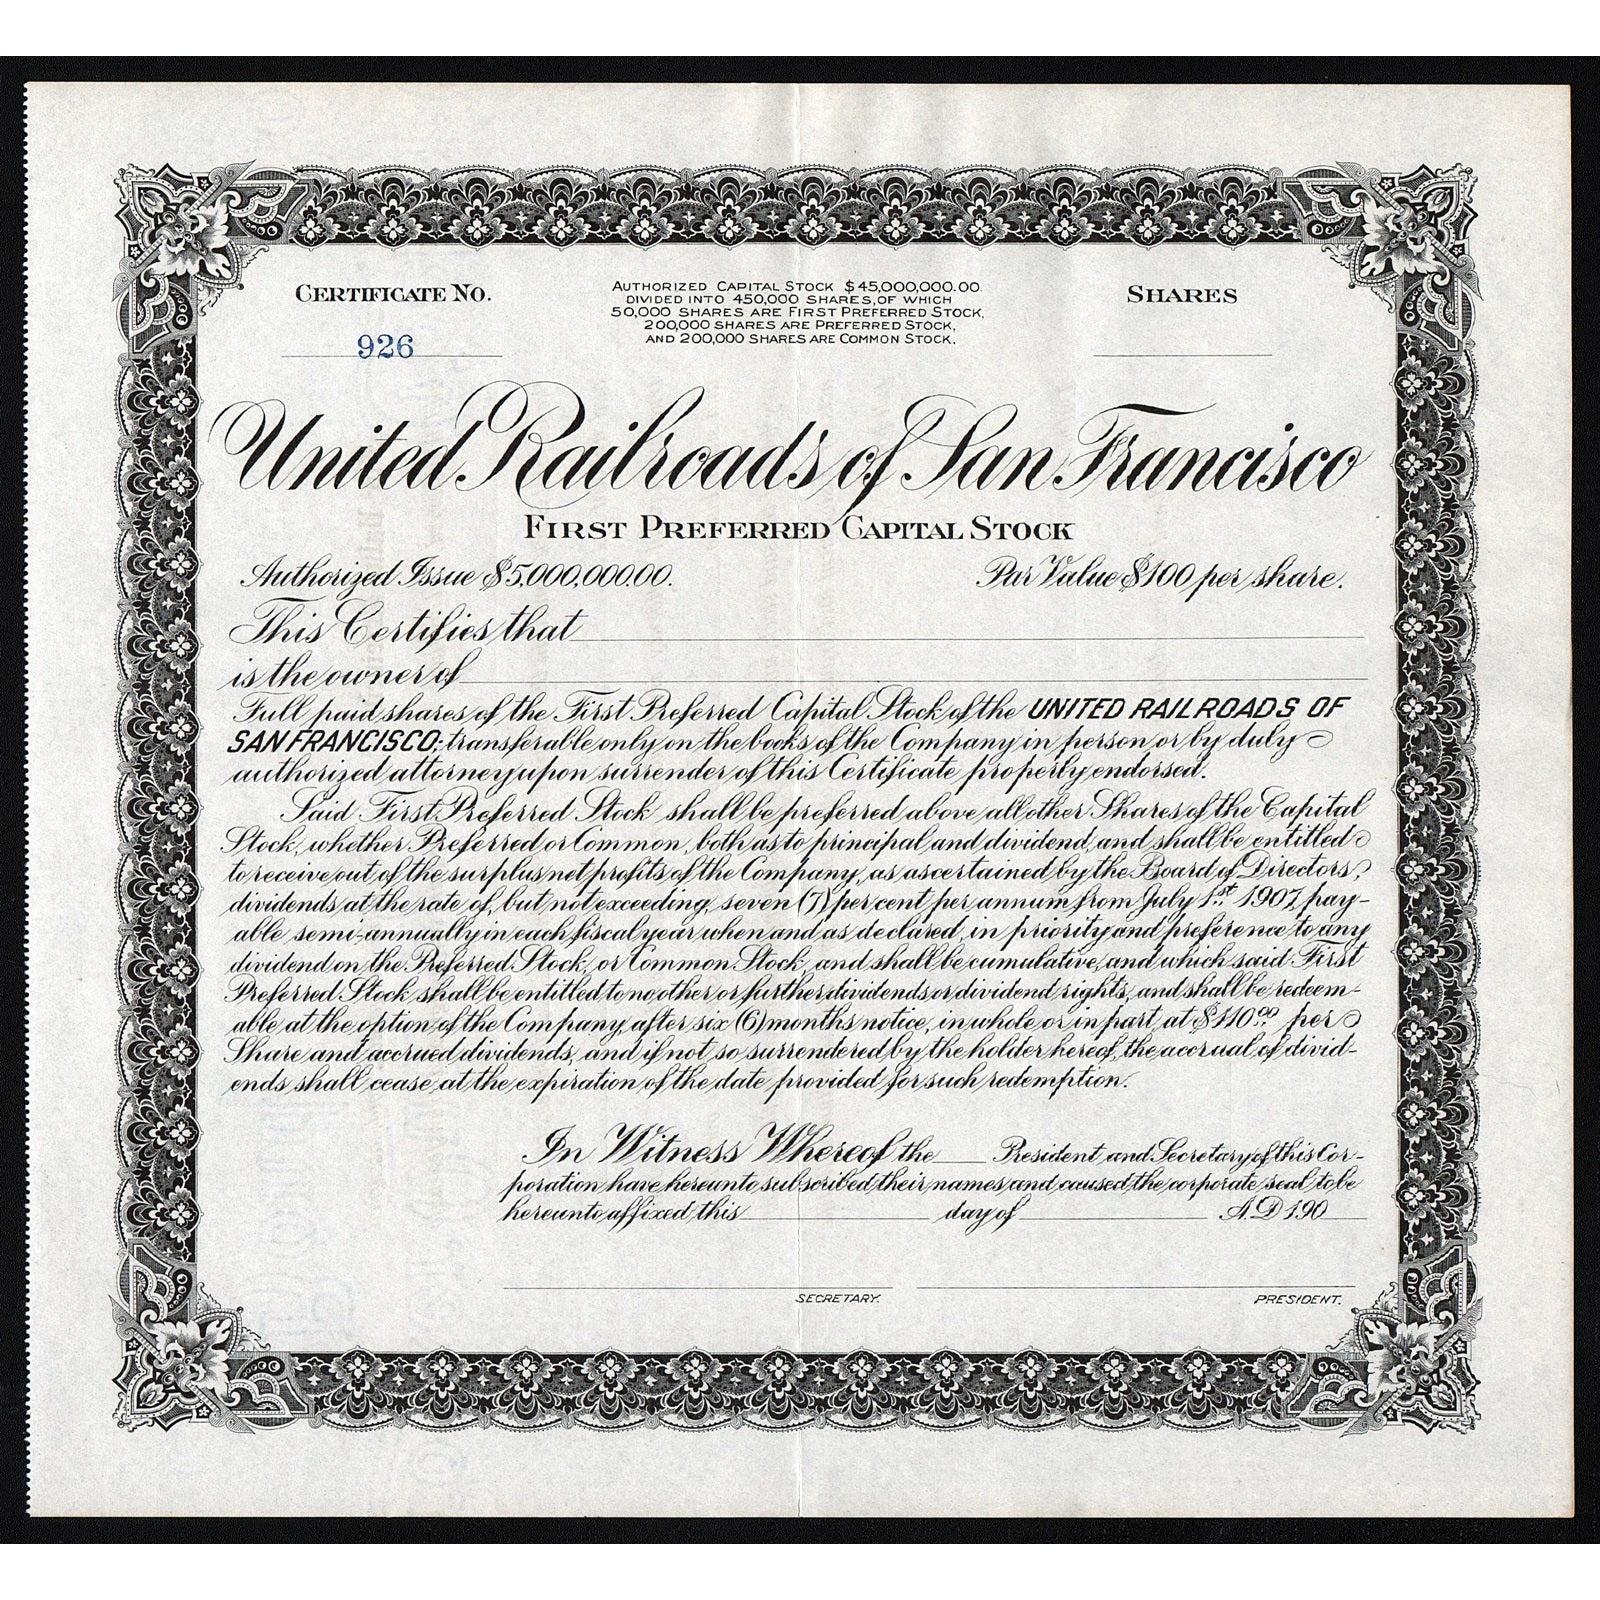 CERTIFICATE NO.
926
AUTHORIZED CAPITAL STOCK $45,000,000.00.
DIVIDED INTO 450,000 SHARES, OF WHICH
50,000 SHARES ARE FIRST PREFERRED STOCK,
200,000 SHARES ARE PREFERRED STOCK,
AND 200,000 SHARES ARE COMMON STOCK.
SHARES
United Railroads of San Francisco
FIRST PREFERRED CAPITAL STOCK
Authorized Issue $5,000,000.00. Par Value $100 per share.
This Certifies that
is the owner of
Full paid shares of the First Preferred Capital Stock of the UNITED RAILROADS OF
SAN FRANCISCO; transferable only on the books of the Company in person or by duly
authorized attorney upon surrender of this Certificate properly endorsed.
Said First Preferred Stock shall be preferred above all other Shares of the Capital
Stock, whether Preferred or Common, both as to principal and dividend, and shall be entitled
to receive out of the surplus net profits of the Company, as ascertained by the Board of Directors,
dividends at the rate of, but not exceeding, seven (7) per cent per annum from July 1st 1907, pay-
able semi-annually in each fiscal year when and as declared, in priority and preference to any
dividend on the Preferred Stock, or Common Stock, and shall be cumulative, and which said First
Preferred Stock shall be entitled to no other or further dividends or dividend rights, and shall be redeem-
able at the option of the Company, after six (6) months notice, in whole or in part, at $110.00 per
Share and accrued dividends, and if not so surrendered by the holder hereof, the accrual of divid-
ends shall cease at the expiration of the date provided for such redemption.
In Witness Whereof the President and Secretary of this Cor-
poration have hereunto subscribed their names and caused the corporate seal to be
hereunto affixed this day of A.D 190
SECRETARY.
PRESIDENT.